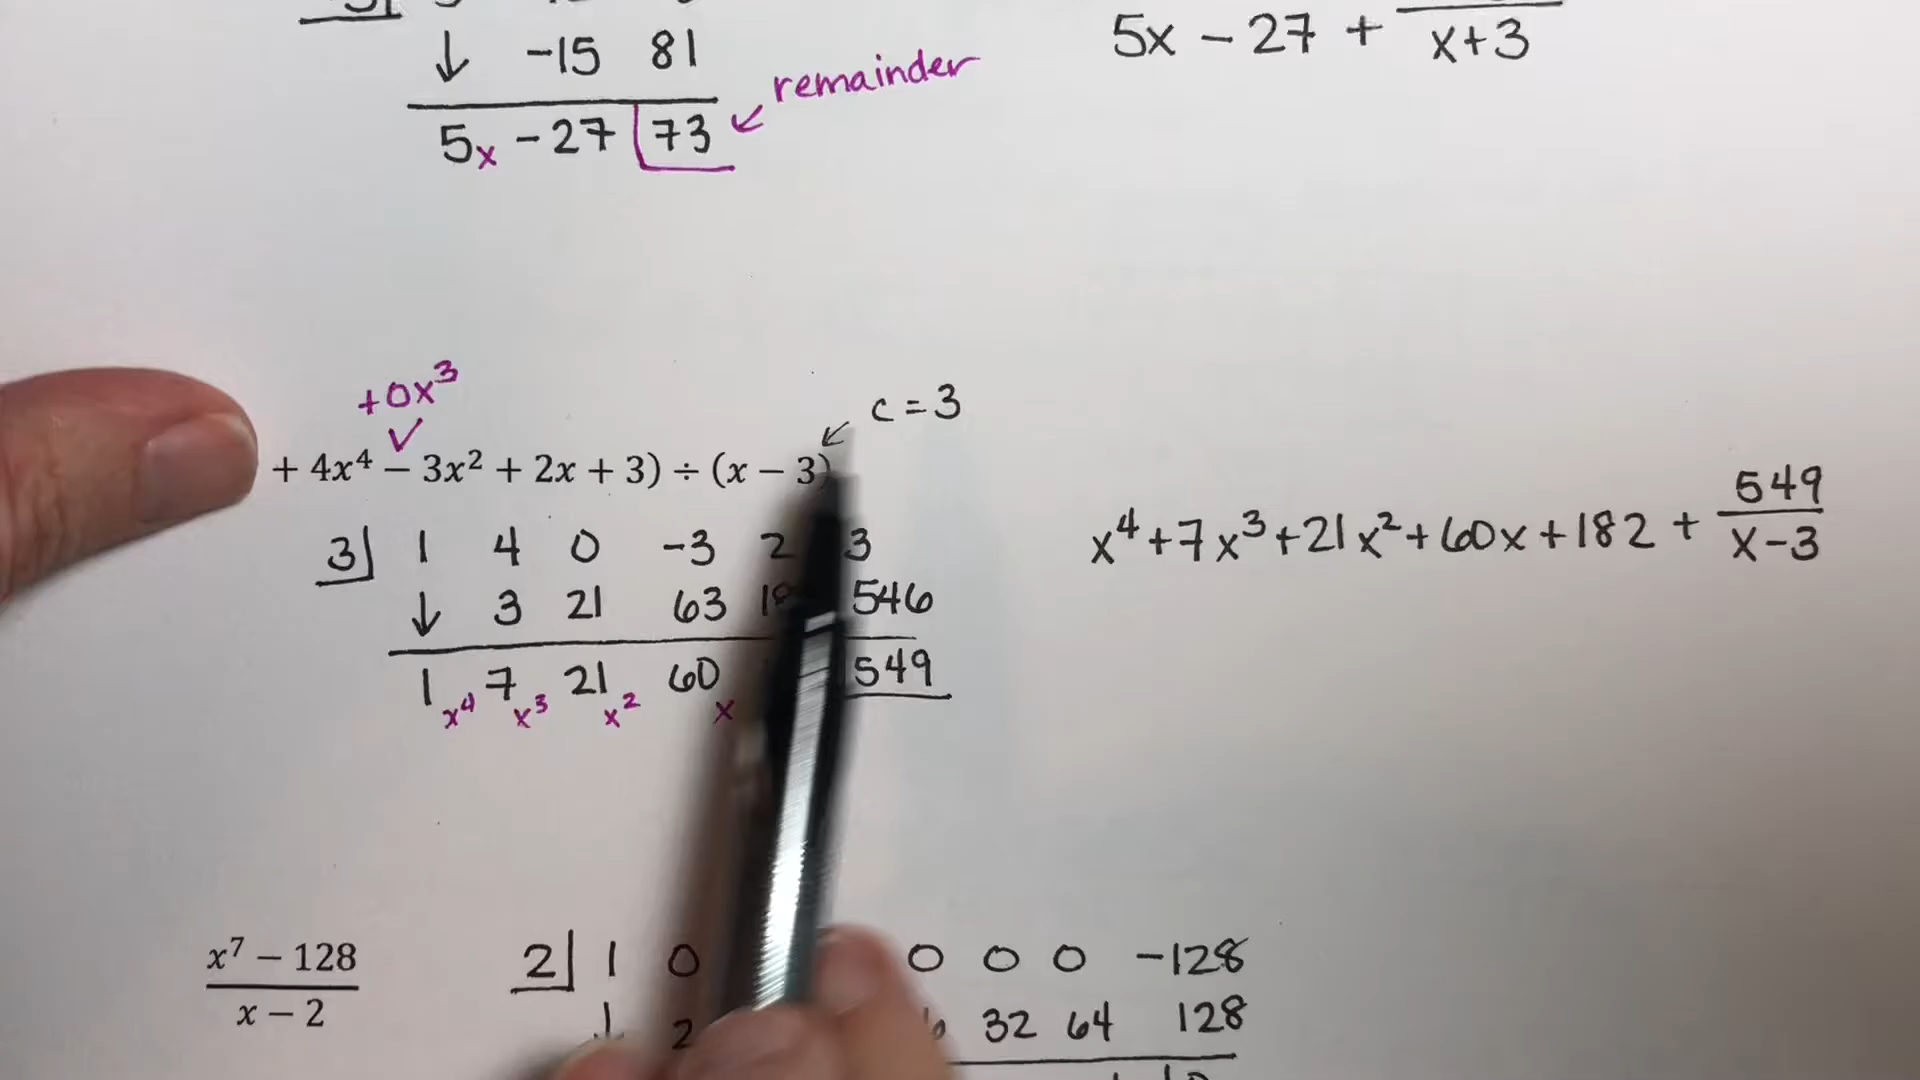 ↓ -15 81
5x - 27 + x+3
remainder
5x -27 73
+0x³
c = 3
+ 4x⁴ − 3x² + 2x + 3) ÷ (x − 3)
549
x⁴+7x³+21x²+60x+182 + x-3
3 1 4 0 -3 2 3
↓ 3 21 63 546
1 7 21 60 549
x⁴ x³ x² x
x⁷ − 128
x − 2
2 1 0 0 0 0 -128
↓ 2 32 64 128